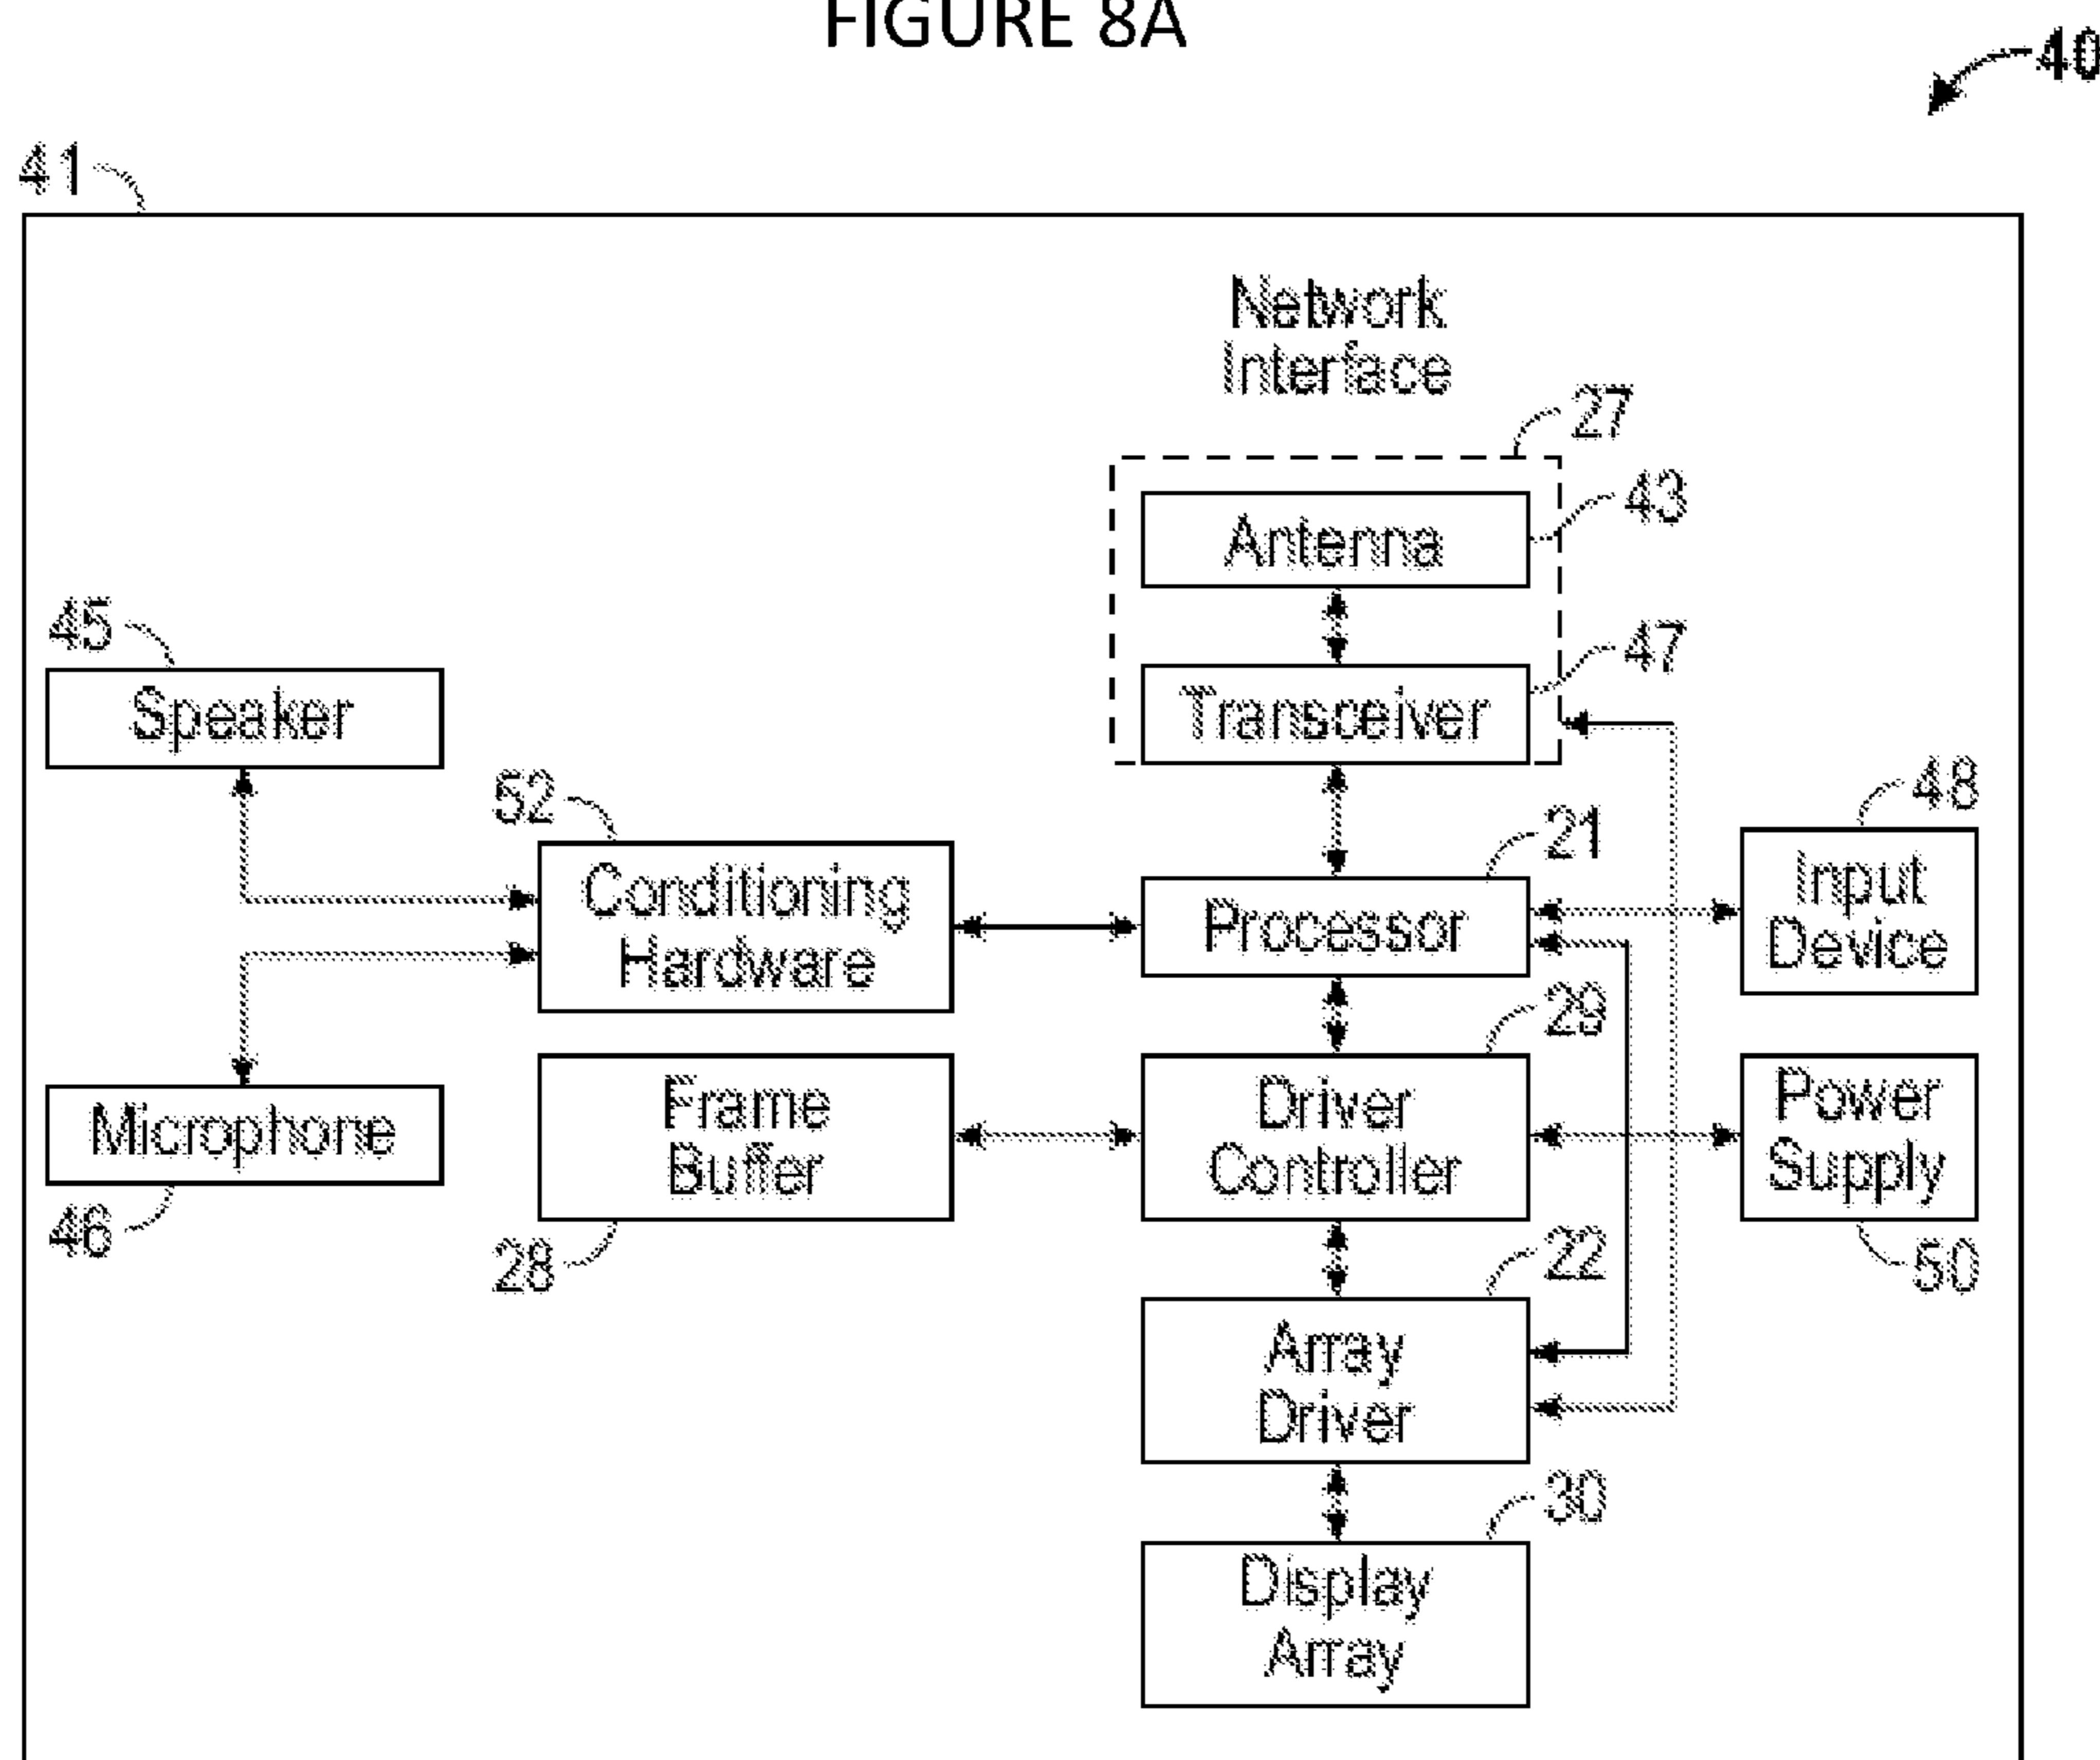 FIGURE 8A
40
41
Network
Interface
27
Antenna
43
45
Speaker
Transceiver
47
52
Conditioning
Hardware
21
Processor
48
Input
Device
Microphone
46
Frame
Buffer
28
29
Driver
Controller
Power
Supply
50
22
Array
Driver
30
Display
Array